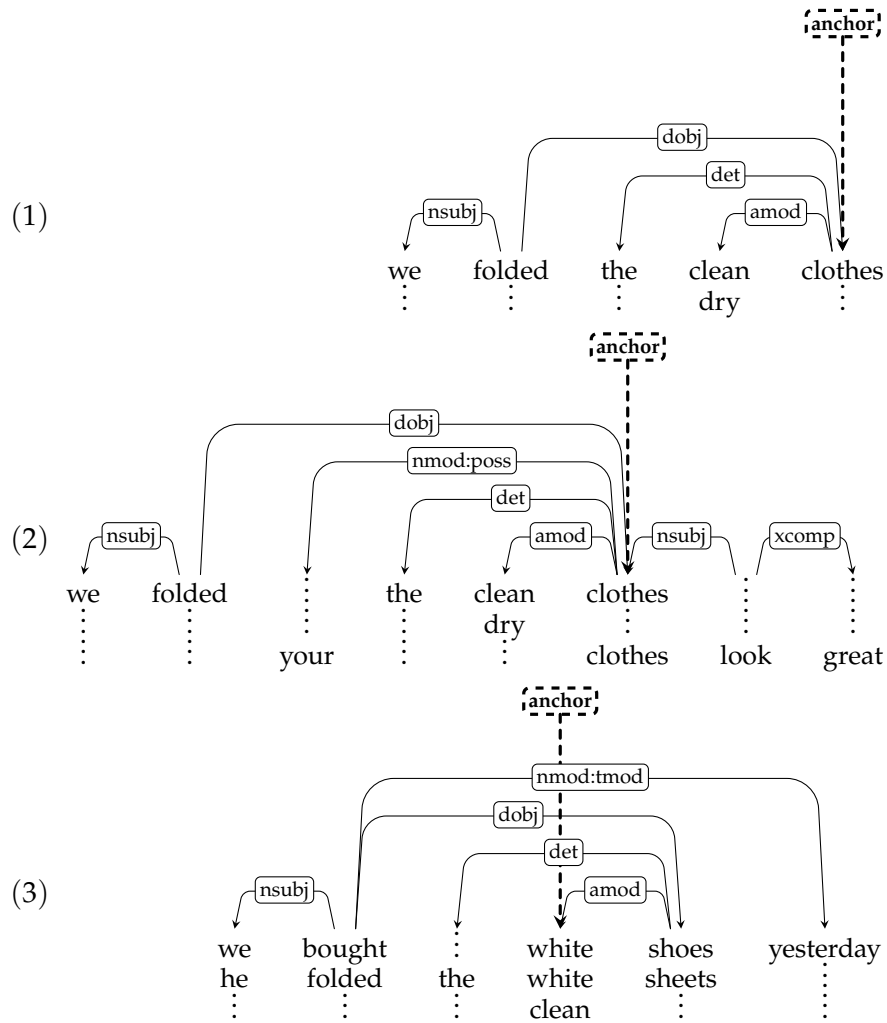 anchor
dobj
det
nsubj amod
(1)
we folded the clean clothes
dry
anchor
dobj
nmod:poss
det
nsubj amod nsubj xcomp
(2)
we folded the clean clothes
dry
your clothes look great
anchor
nmod:tmod
dobj
det
nsubj amod
(3)
we bought white shoes yesterday
he folded the white sheets
clean